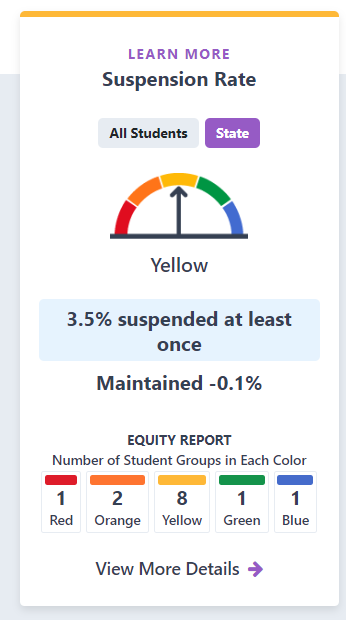 LEARN MORE
Suspension Rate
All Students State
Yellow
3.5% suspended at least
once
Maintained -0.1%
EQUITY REPORT
Number of Student Groups in Each Color
1 2 8 1 1
Red Orange Yellow Green Blue
View More Details